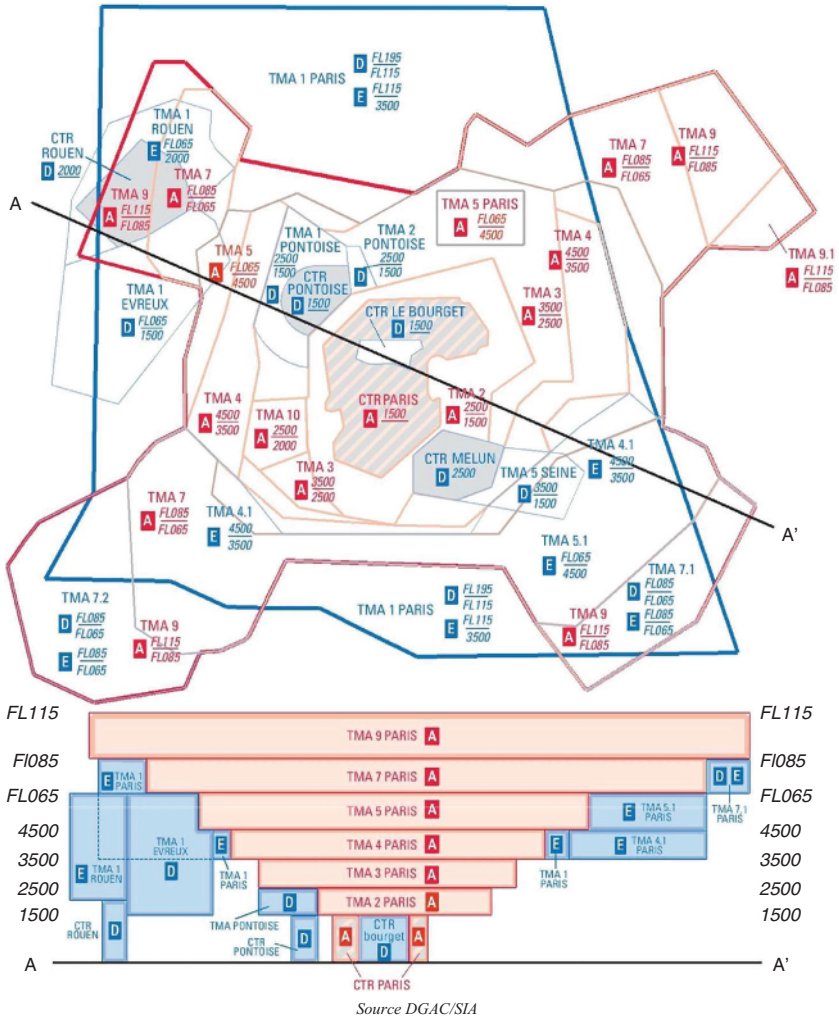 TMA 1 PARIS
D FL195
FL115
E FL115
3500
TMA 1
ROUEN
E FL065
2000
CTR
ROUEN
D 2000
TMA 7
A FL085
FL065
TMA 9
A FL115
FL085
TMA 7
A FL085
FL065
TMA 9
A FL115
FL085
A
TMA 5 PARIS
A FL065
4500
TMA 1
PONTOISE
2500
1500
D
TMA 2
PONTOISE
2500
D 1500
TMA 5
A FL065
4500
CTR
PONTOISE
D 1500
TMA 4
A 4500
3500
TMA 9.1
A FL115
FL085
TMA 1
EVREUX
D FL065
1500
TMA 3
A 3500
2500
CTR LE BOURGET
D 1500
TMA 4
A 4500
3500
TMA 10
A 2500
2000
CTR PARIS
A 1500
TMA 2
A 2500
1500
TMA 3
A 3500
2500
CTR MELUN
D 2500
TMA 5 SEINE
D 3500
1500
TMA 4.1
E 4500
3500
TMA 7
A FL085
FL065
TMA 4.1
E 4500
3500
A'
TMA 5.1
E FL065
4500
TMA 7.1
D FL085
FL065
E FL085
FL065
TMA 7.2
D FL085
FL065
E FL085
FL065
TMA 9
A FL115
FL085
TMA 1 PARIS
D FL195
FL115
E FL115
3500
TMA 9
A FL115
FL085
FL115
TMA 9 PARIS A
FL115
Fl085
E TMA 1
PARIS
TMA 7 PARIS A
D E
TMA 7,1
PARIS
Fl085
FL065
TMA 5 PARIS A
E TMA 5.1
PARIS
FL065
4500
TMA 1
EVREUX
D
E
TMA 1
PARIS
TMA 4 PARIS A
E
TMA 1
PARIS
E TMA 4,1
PARIS
4500
3500
E TMA 1
ROUEN
TMA 3 PARIS A
3500
2500
D
TMA PONTOISE
TMA 2 PARIS A
2500
1500
CTR
ROUEN
D
CTR
PONTOISE
D
A
CTR
bourget
D
A
1500
A
CTR PARIS
A'
Source DGAC/SIA